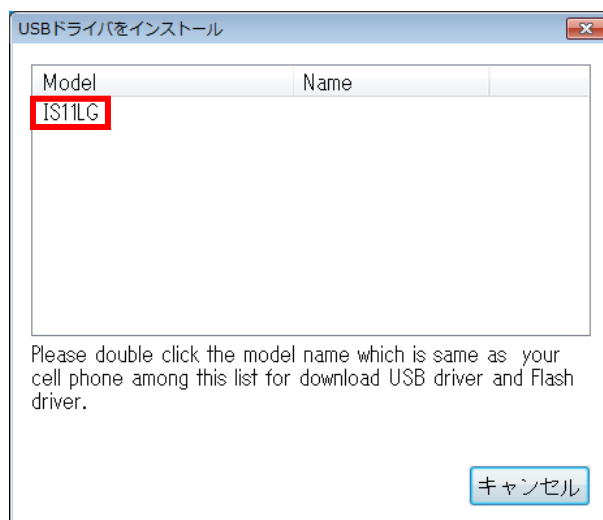 USBドライバをインストール
Model Name
IS11LG
Please double click the model name which is same as your
cell phone among this list for download USB driver and Flash
driver.
キャンセル